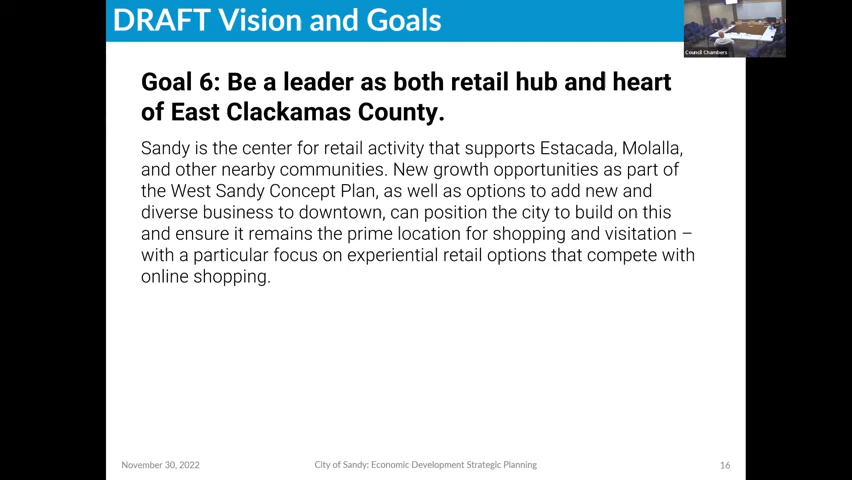 DRAFT Vision and Goals
Council Chambers
Goal 6: Be a leader as both retail hub and heart
of East Clackamas County.
Sandy is the center for retail activity that supports Estacada, Molalla,
and other nearby communities. New growth opportunities as part of
the West Sandy Concept Plan, as well as options to add new and
diverse business to downtown, can position the city to build on this
and ensure it remains the prime location for shopping and visitation –
with a particular focus on experiential retail options that compete with
online shopping.
November 30, 2022
City of Sandy: Economic Development Strategic Planning
16